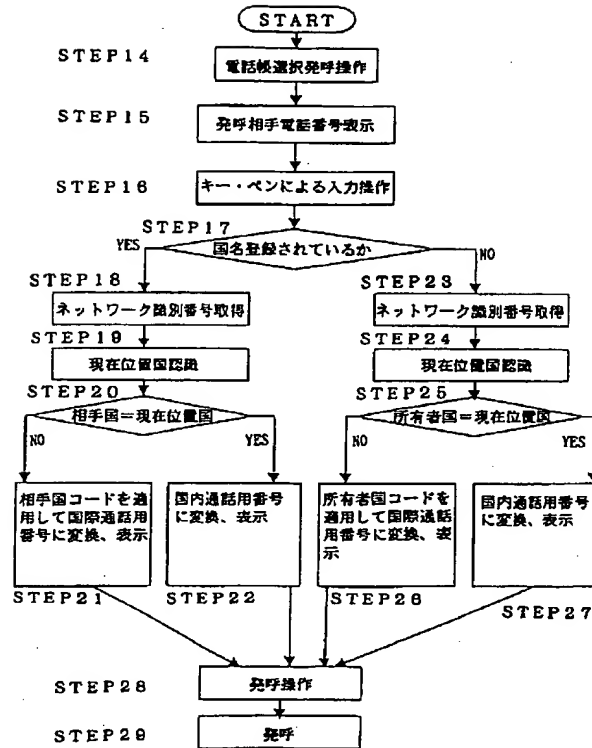 START
STEP14
電話帳選択発呼操作
STEP15
発呼相手電話番号表示
STEP16
キー・ペンによる入力操作
STEP17
国名登録されているか
YES
NO
STEP18
ネットワーク識別番号取得
STEP19
現在位置国認識
STEP20
相手国＝現在位置国
NO
YES
相手国コードを適
用して国際通話用
番号に変換、表示
STEP21
国内通話用番号
に変換、表示
STEP22
STEP23
ネットワーク識別番号取得
STEP24
現在位置国認識
STEP25
所有者国＝現在位置国
NO
YES
所有者国コードを
適用して国際通話
用番号に変換、表
示
STEP26
国内通話用番号
に変換、表示
STEP27
STEP28
発呼操作
STEP29
発呼